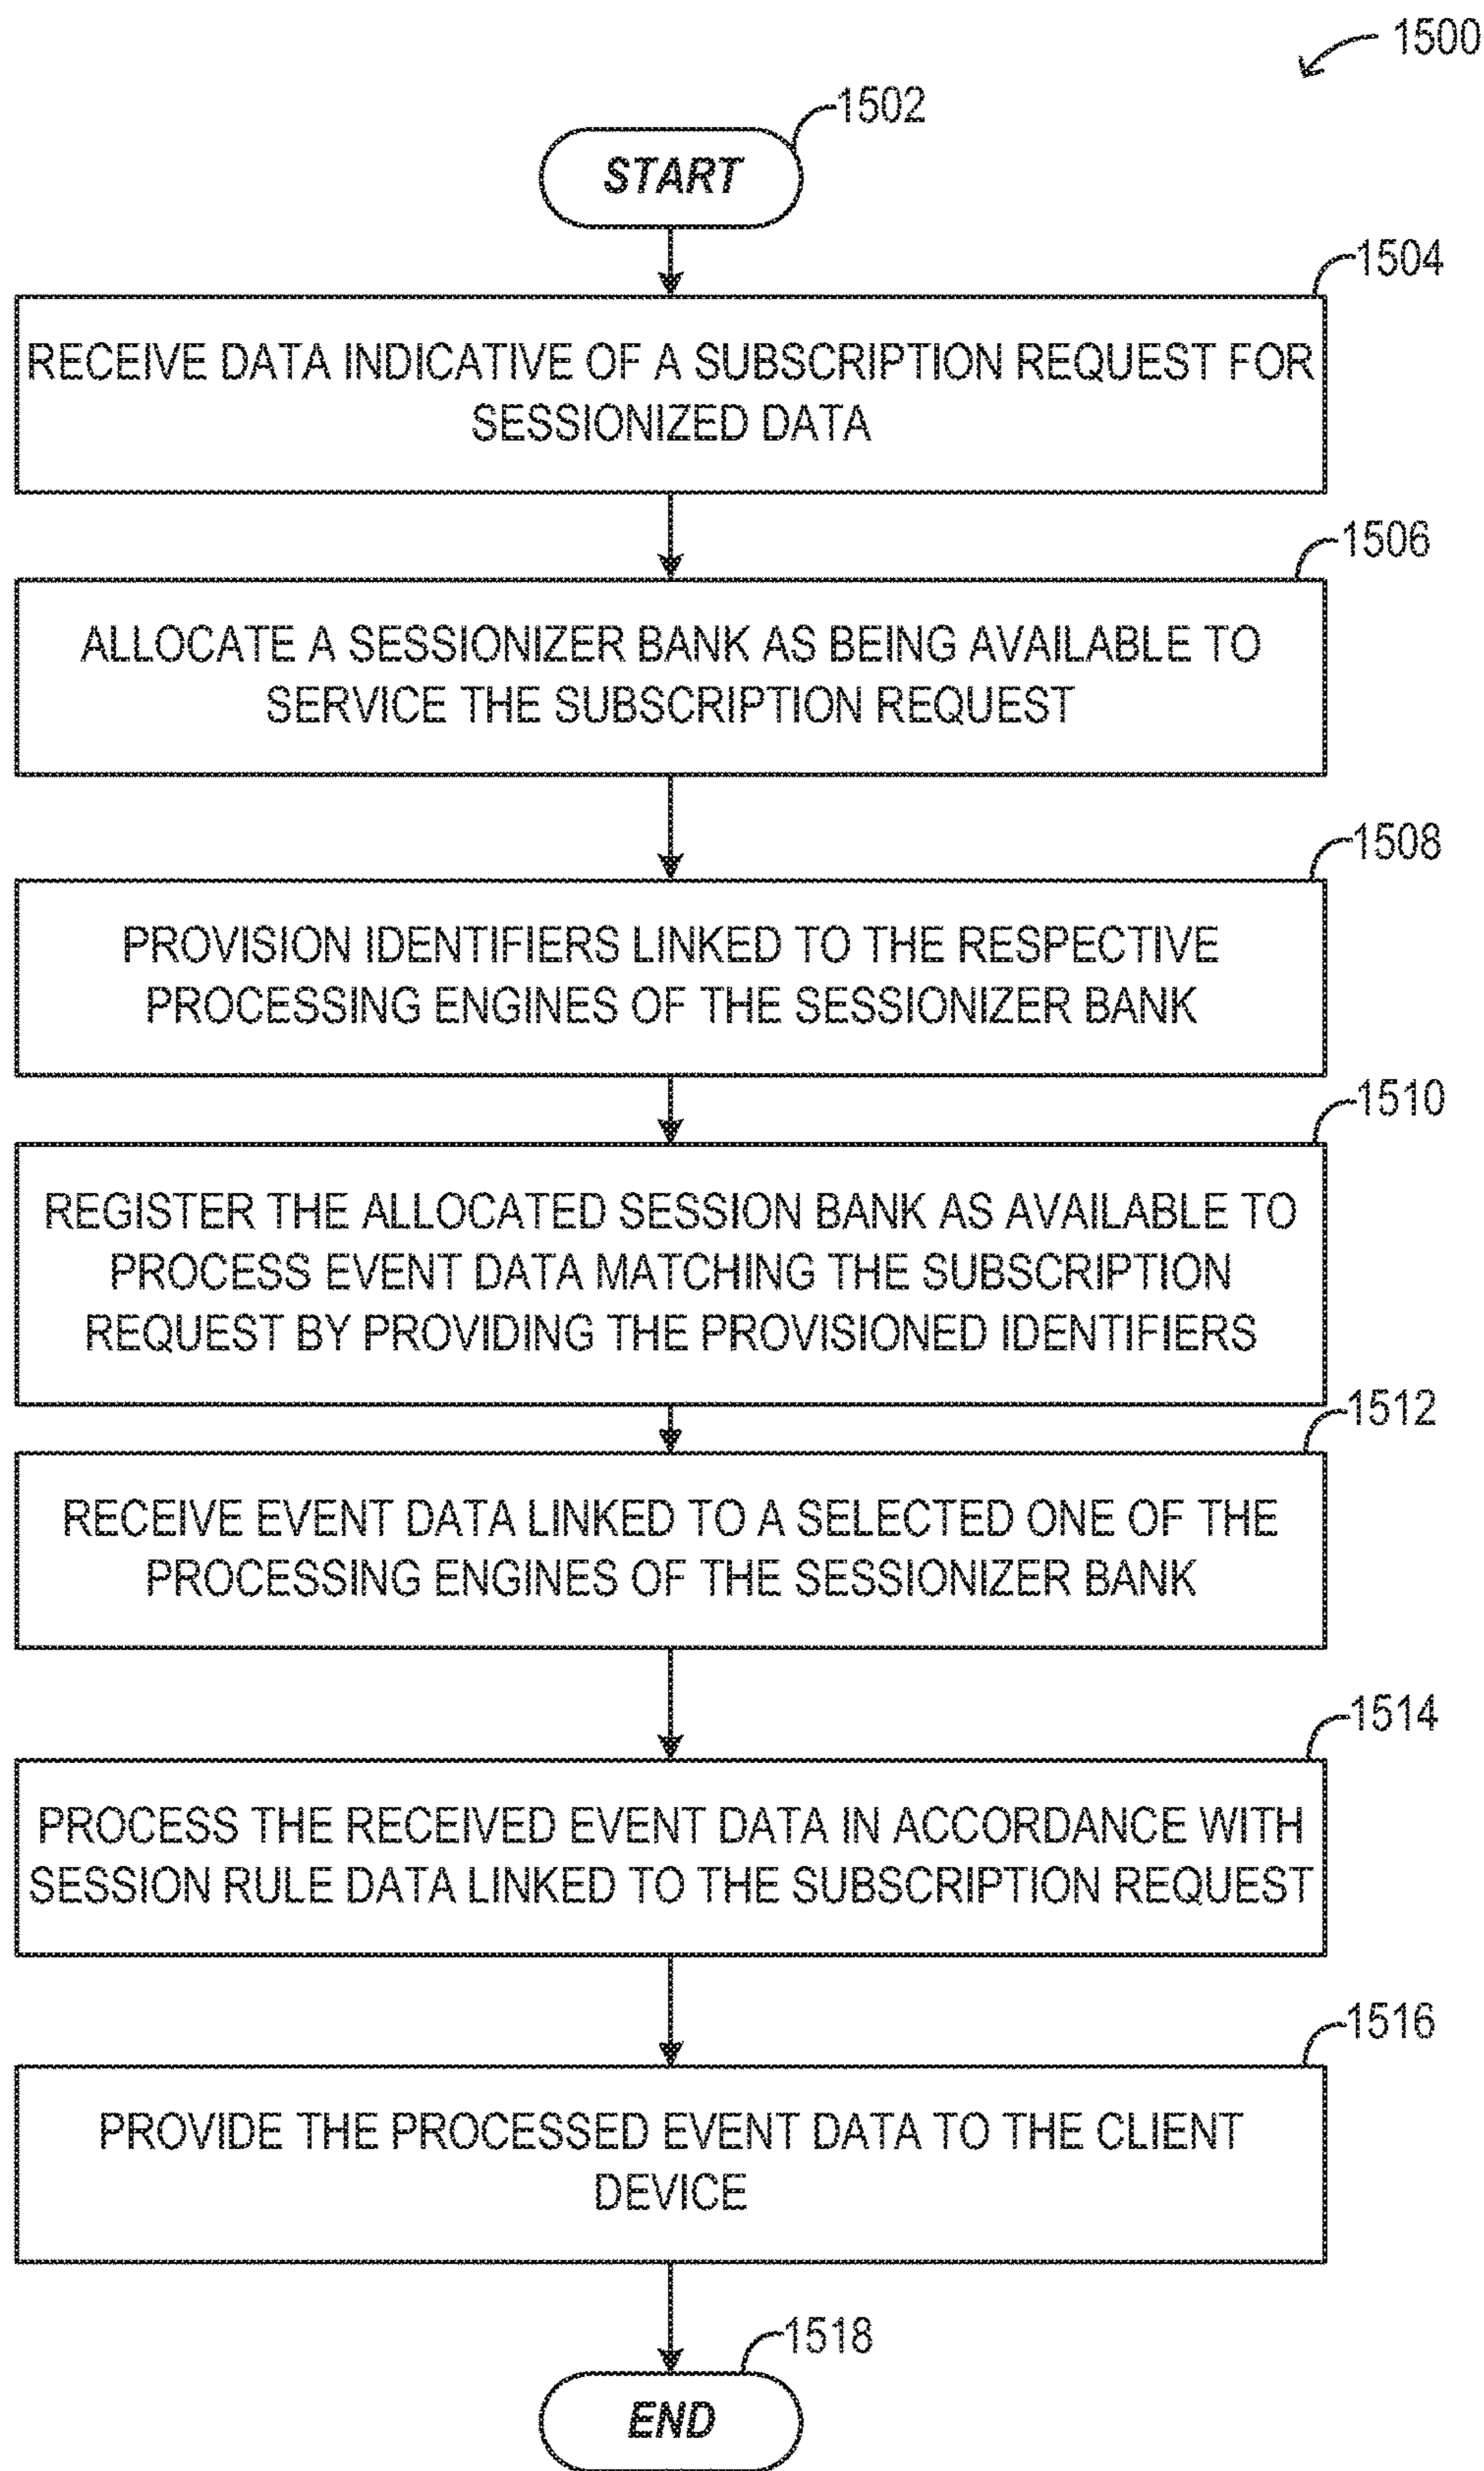 1500
1502
START
1504
RECEIVE DATA INDICATIVE OF A SUBSCRIPTION REQUEST FOR
SESSIONIZED DATA
1506
ALLOCATE A SESSIONIZER BANK AS BEING AVAILABLE TO
SERVICE THE SUBSCRIPTION REQUEST
1508
PROVISION IDENTIFIERS LINKED TO THE RESPECTIVE
PROCESSING ENGINES OF THE SESSIONIZER BANK
1510
REGISTER THE ALLOCATED SESSION BANK AS AVAILABLE TO
PROCESS EVENT DATA MATCHING THE SUBSCRIPTION
REQUEST BY PROVIDING THE PROVISIONED IDENTIFIERS
1512
RECEIVE EVENT DATA LINKED TO A SELECTED ONE OF THE
PROCESSING ENGINES OF THE SESSIONIZER BANK
1514
PROCESS THE RECEIVED EVENT DATA IN ACCORDANCE WITH
SESSION RULE DATA LINKED TO THE SUBSCRIPTION REQUEST
1516
PROVIDE THE PROCESSED EVENT DATA TO THE CLIENT
DEVICE
1518
END